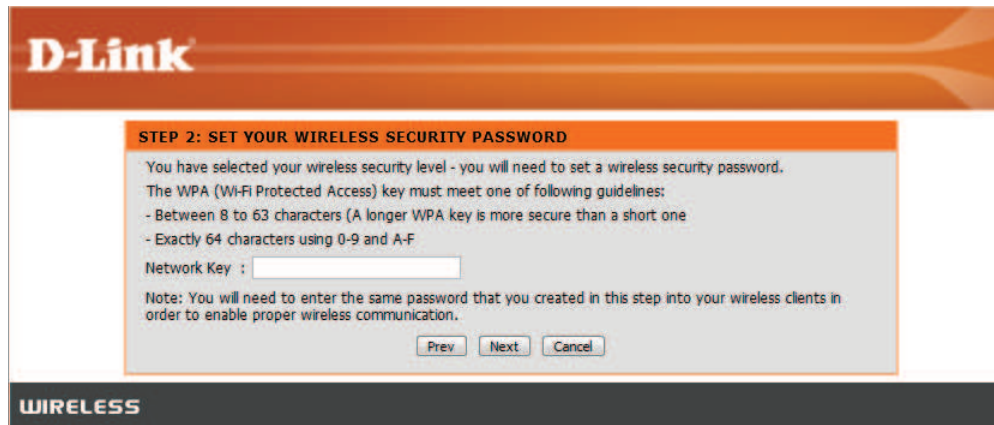 D-Link
STEP 2: SET YOUR WIRELESS SECURITY PASSWORD
You have selected your wireless security level - you will need to set a wireless security password.
The WPA (Wi-Fi Protected Access) key must meet one of following guidelines:
- Between 8 to 63 characters (A longer WPA key is more secure than a short one
- Exactly 64 characters using 0-9 and A-F
Network Key :
Note: You will need to enter the same password that you created in this step into your wireless clients in
order to enable proper wireless communication.
Prev Next Cancel
WIRELESS